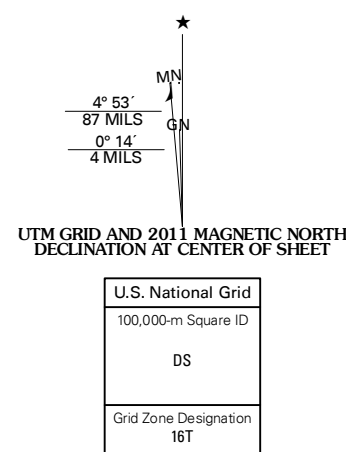 MN
4° 53´
87 MILS
GN
0° 14´
4 MILS
UTM GRID AND 2011 MAGNETIC NORTH
DECLINATION AT CENTER OF SHEET
U.S. National Grid
100,000-m Square ID
DS
Grid Zone Designation
16T